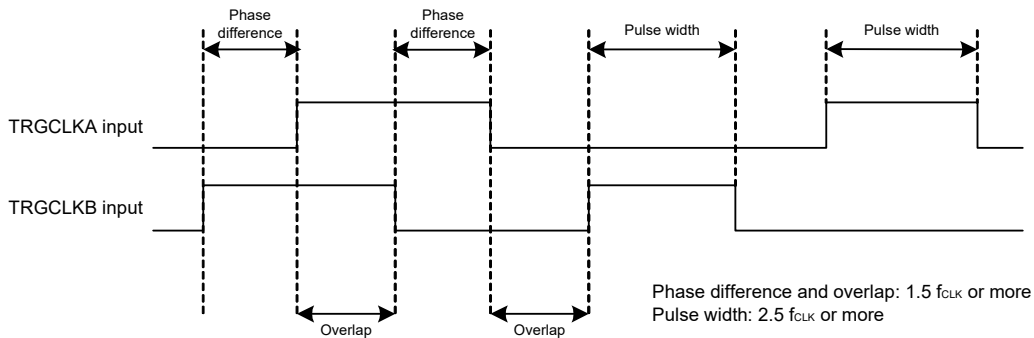 Phase
difference
Phase
difference
Pulse width
Pulse width
TRGCLKA input
TRGCLKB input
Overlap
Overlap
Phase difference and overlap: 1.5 fCLK or more
Pulse width: 2.5 fCLK or more